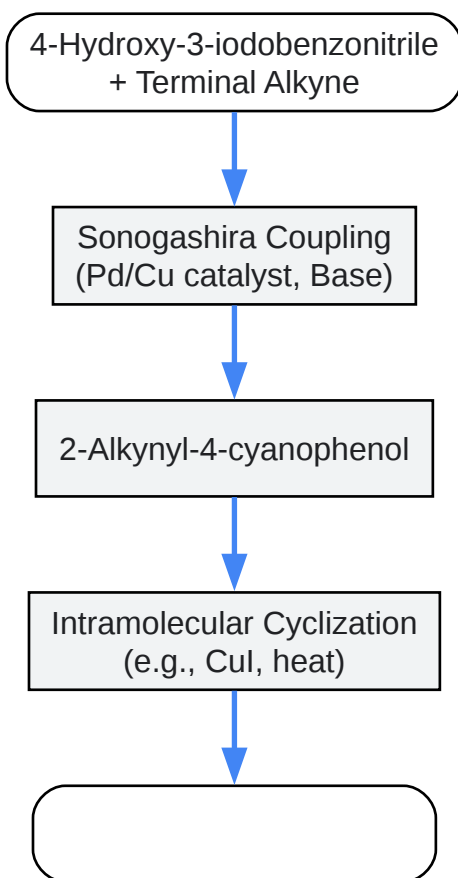 4-Hydroxy-3-iodobenzonitrile
+ Terminal Alkyne
Sonogashira Coupling
(Pd/Cu catalyst, Base)
2-Alkynyl-4-cyanophenol
Intramolecular Cyclization
(e.g., CuI, heat)